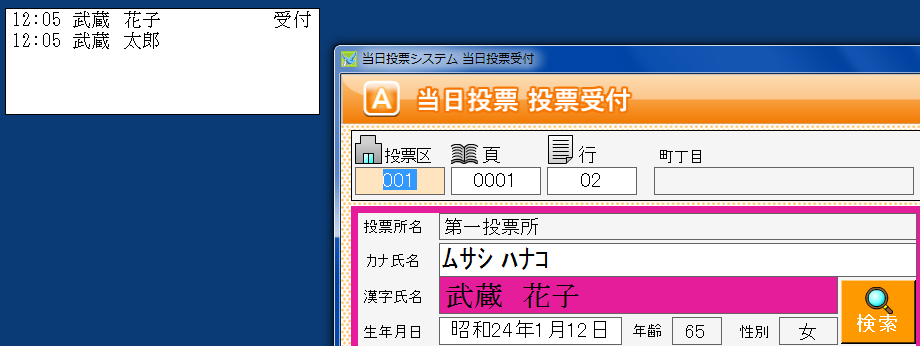 12:05 武蔵 花子 受付
12:05 武蔵 太郎
当日投票システム 当日投票受付
A 当日投票 投票受付
投票区 頁 行 町丁目
001 0001 02
投票所名 第一投票所
カナ氏名 ムサシ ハナコ
漢字氏名 武蔵 花子
検索
生年月日 昭和24年1月12日 年齢 65 性別 女